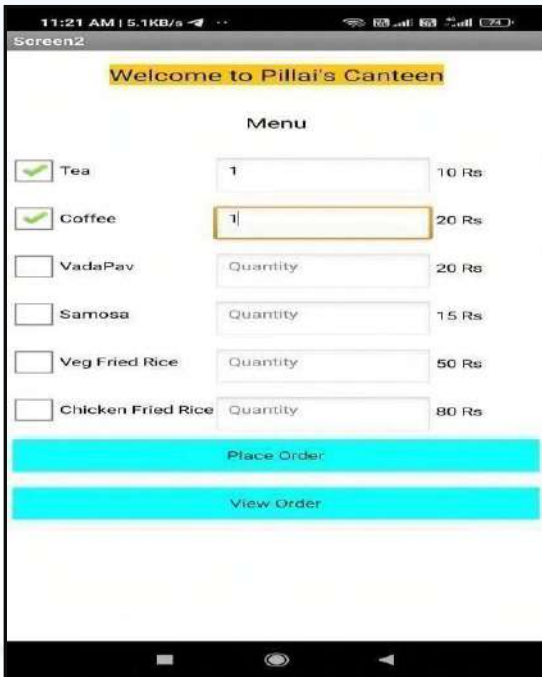 11:21 AM | 5.1KB/s
74
Screen2
Welcome to Pillai's Canteen
Menu
Tea 1 10 Rs
Coffee 1 20 Rs
VadaPav Quantity 20 Rs
Samosa Quantity 15 Rs
Veg Fried Rice Quantity 50 Rs
Chicken Fried Rice Quantity 80 Rs
Place Order
View Order